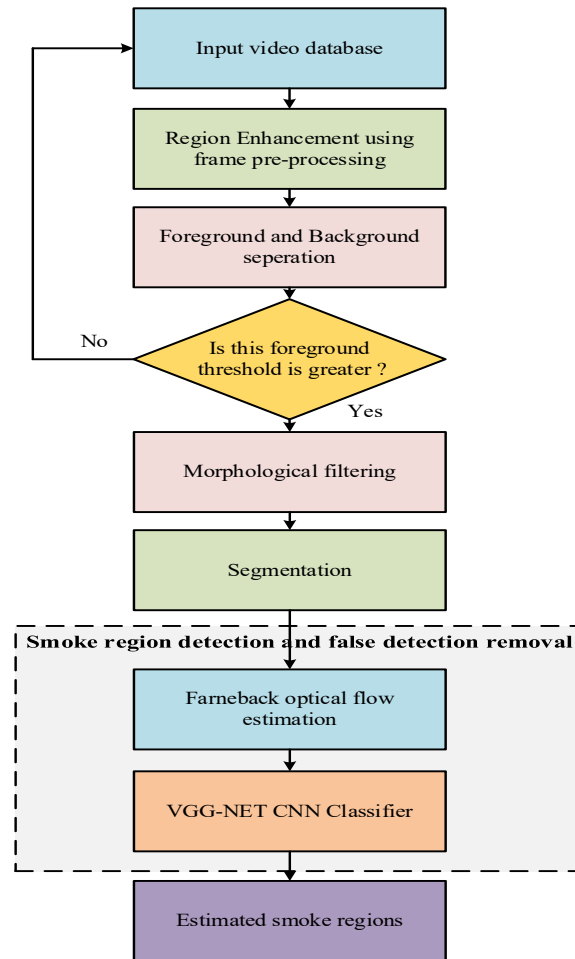 Input video database
Region Enhancement using
frame pre-processing
Foreground and Background
seperation
Is this foreground
threshold is greater ?
No
Yes
Morphological filtering
Segmentation
Smoke region detection and false detection removal
Farneback optical flow
estimation
VGG-NET CNN Classifier
Estimated smoke regions